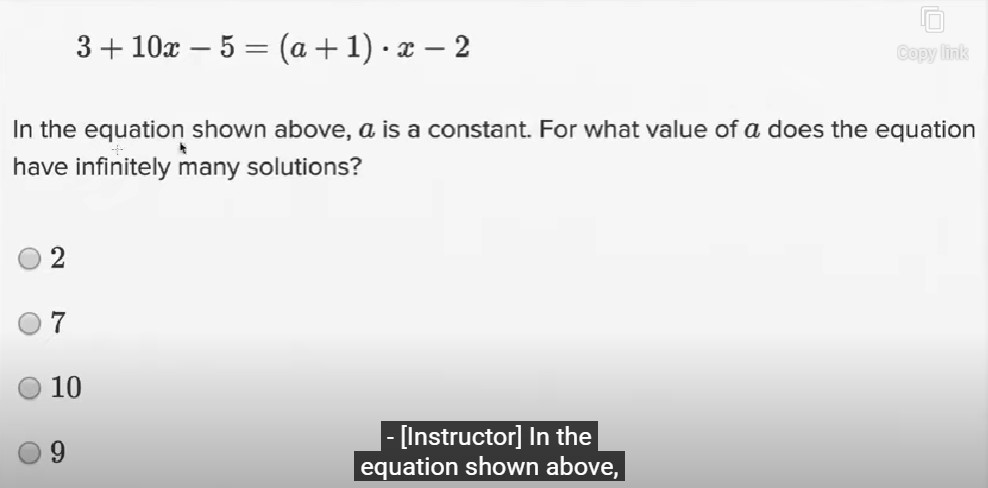 3 + 10x − 5 = (a + 1) · x − 2
Copy link
In the equation shown above, a is a constant. For what value of a does the equation
have infinitely many solutions?
2
7
10
9
- [Instructor] In the
equation shown above,